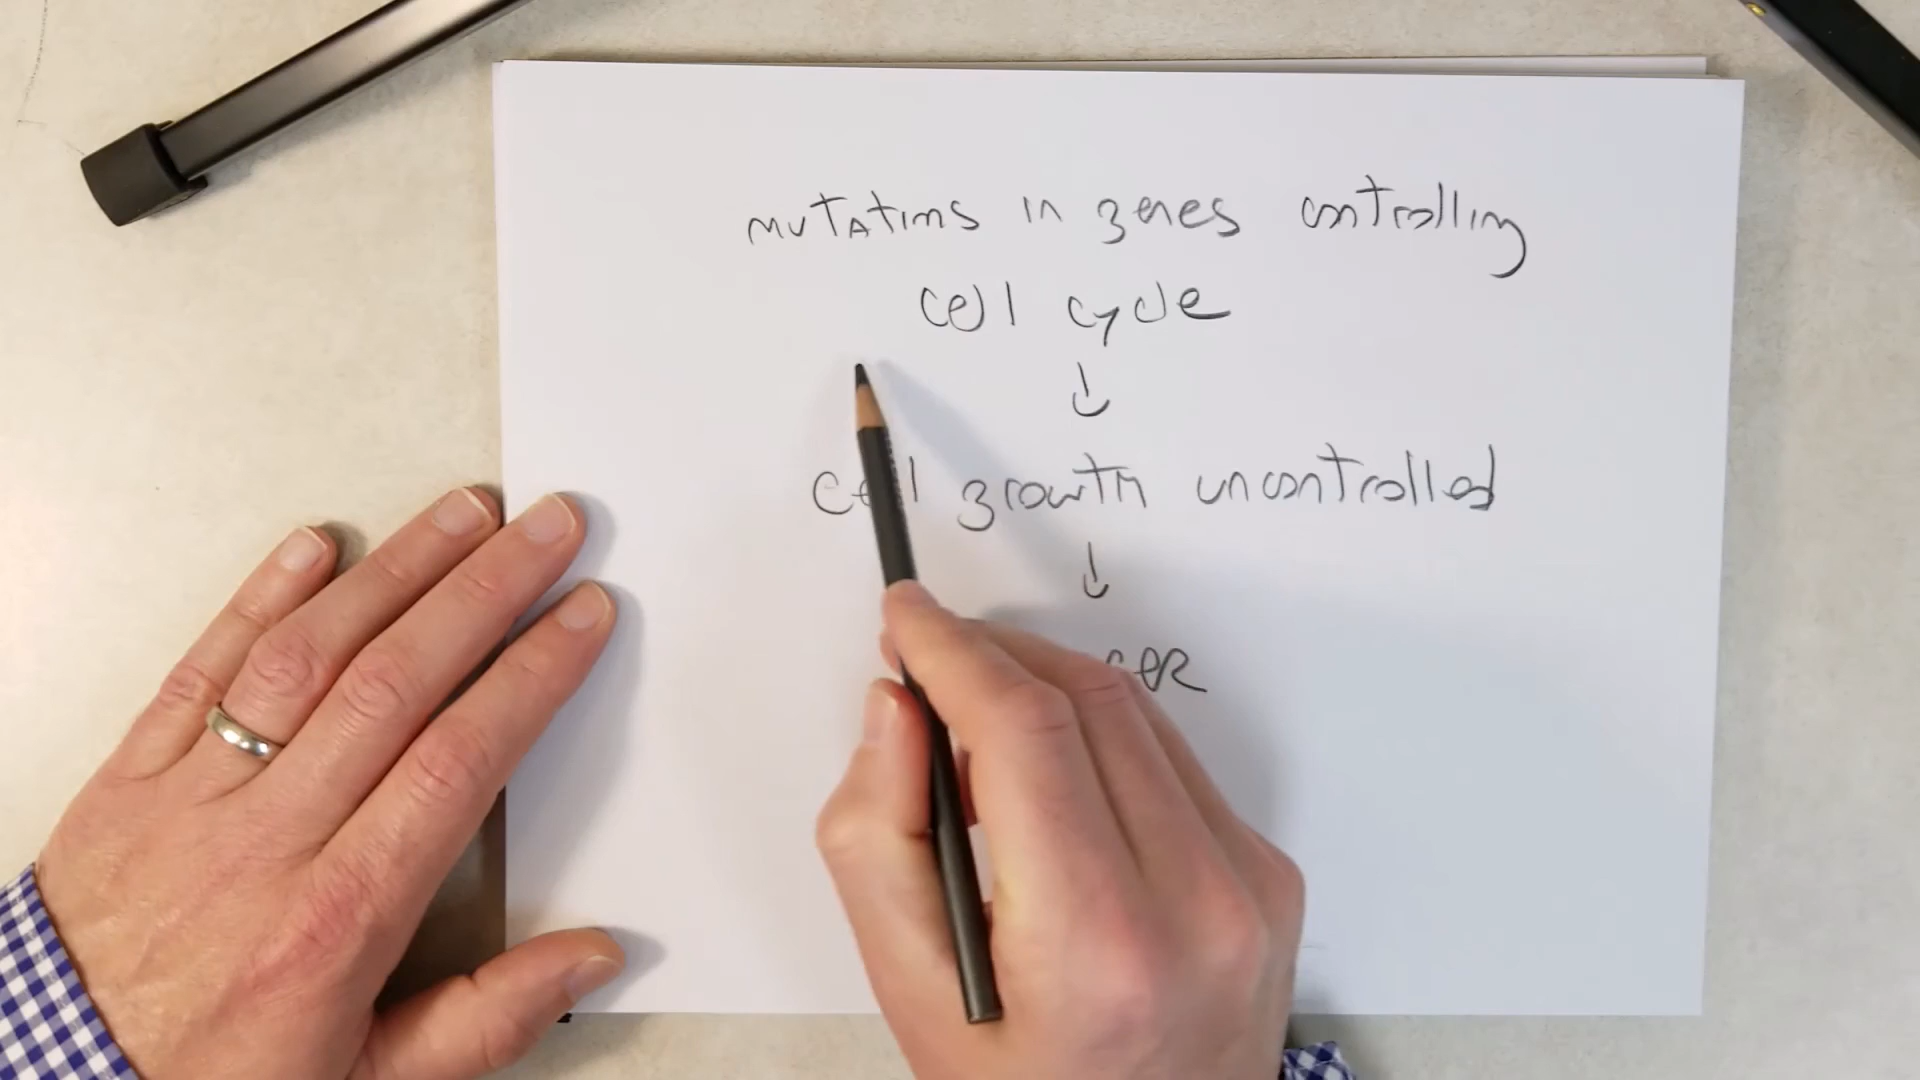 mutations in genes controlling
cell cycle
↓
cell growth uncontrolled
↓